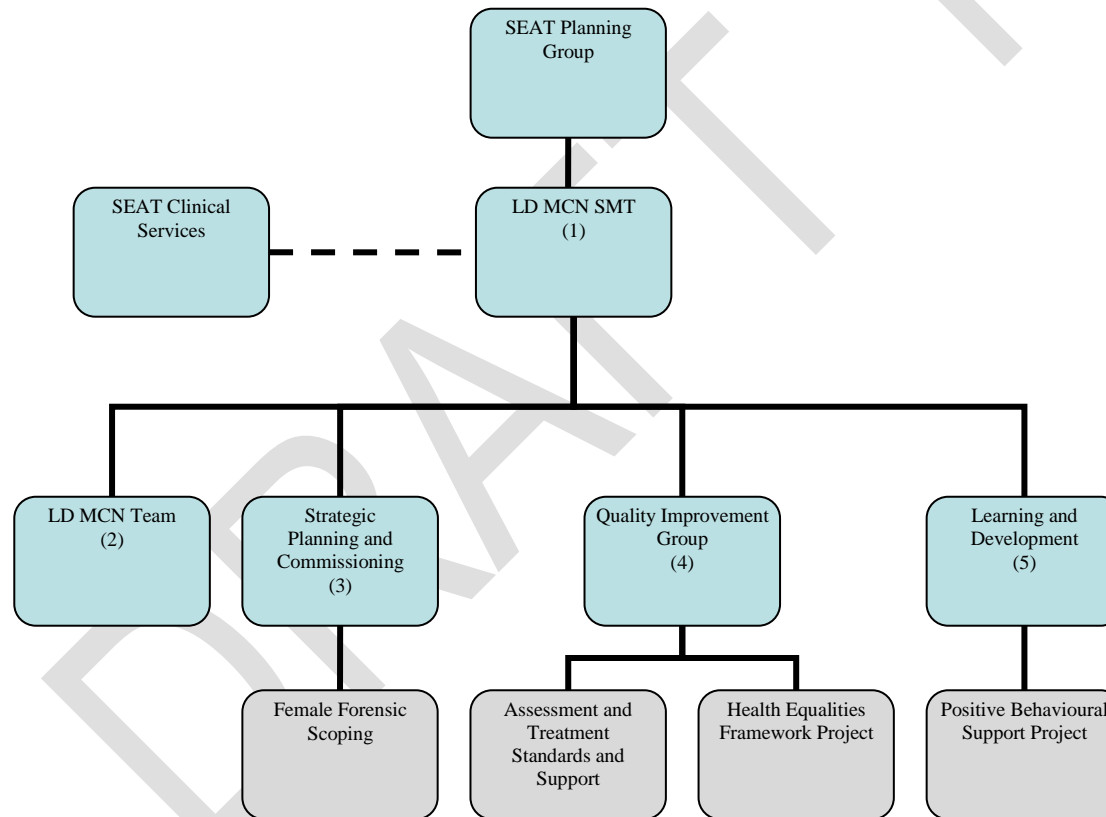 SEAT Planning
Group
SEAT Clinical
Services
LD MCN SMT
(1)
LD MCN Team
(2)
Strategic
Planning and
Commissioning
(3)
Quality Improvement
Group
(4)
Learning and
Development
(5)
Female Forensic
Scoping
Assessment and
Treatment
Standards and
Support
Health Equalities
Framework Project
Positive Behavioural
Support Project
DRAFT